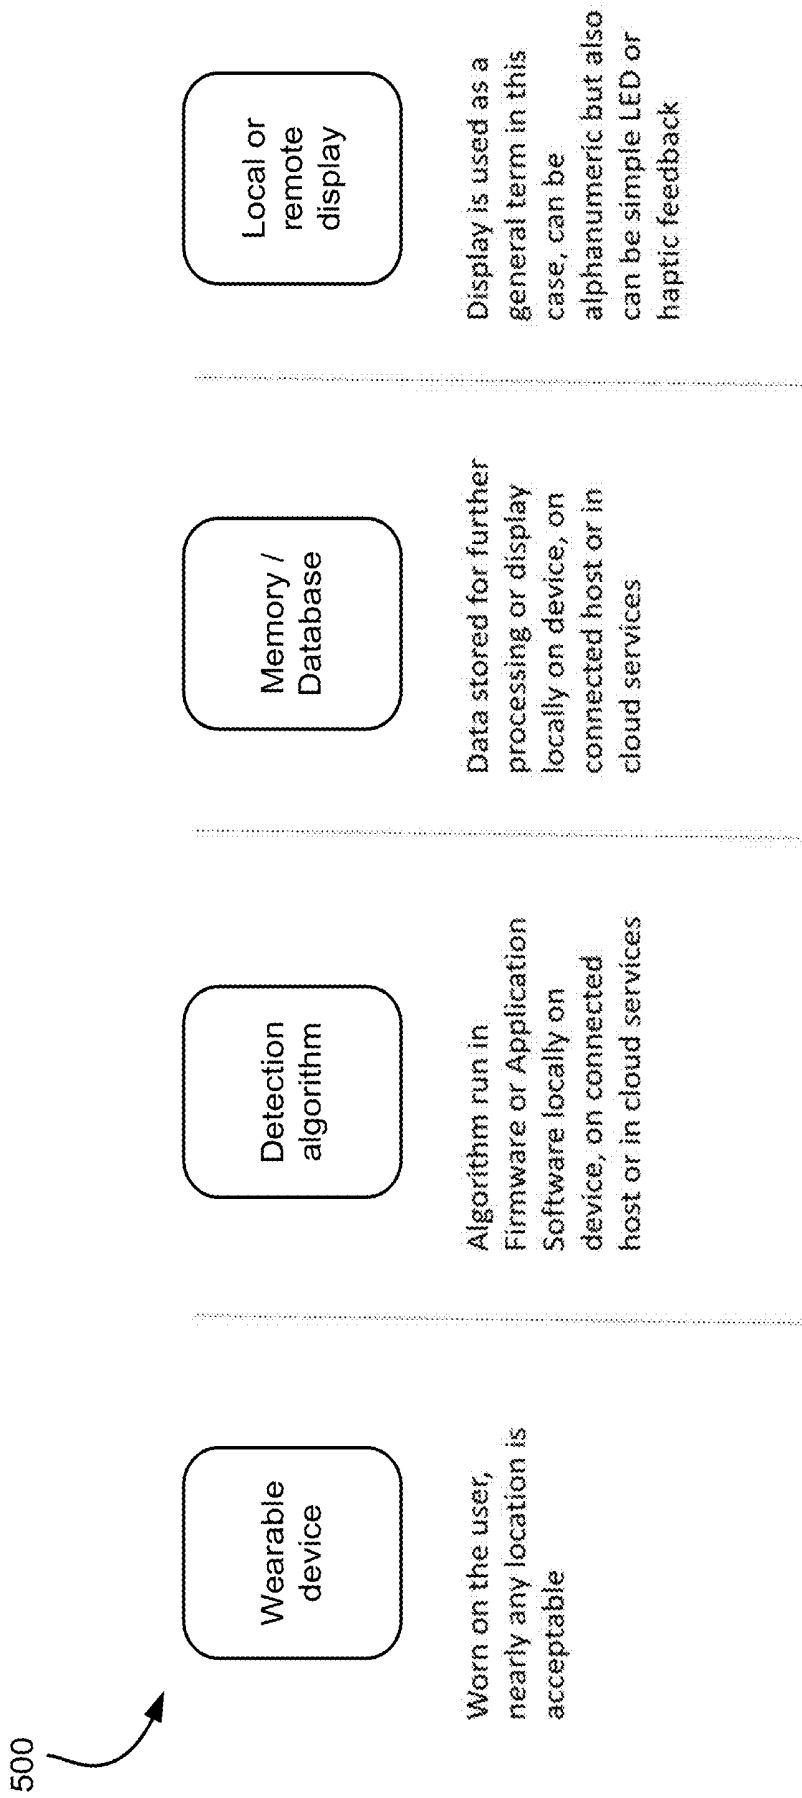 500
Wearable
device
Worn on the user,
nearly any location is
acceptable
Detection
algorithm
Algorithm run in
Firmware or Application
Software locally on
device, on connected
host or in cloud services
Memory /
Database
Data stored for further
processing or display
locally on device, on
connected host or in
cloud services
Local or
remote
display
Display is used as a
general term in this
case, can be
alphanumeric but also
can be simple LED or
haptic feedback